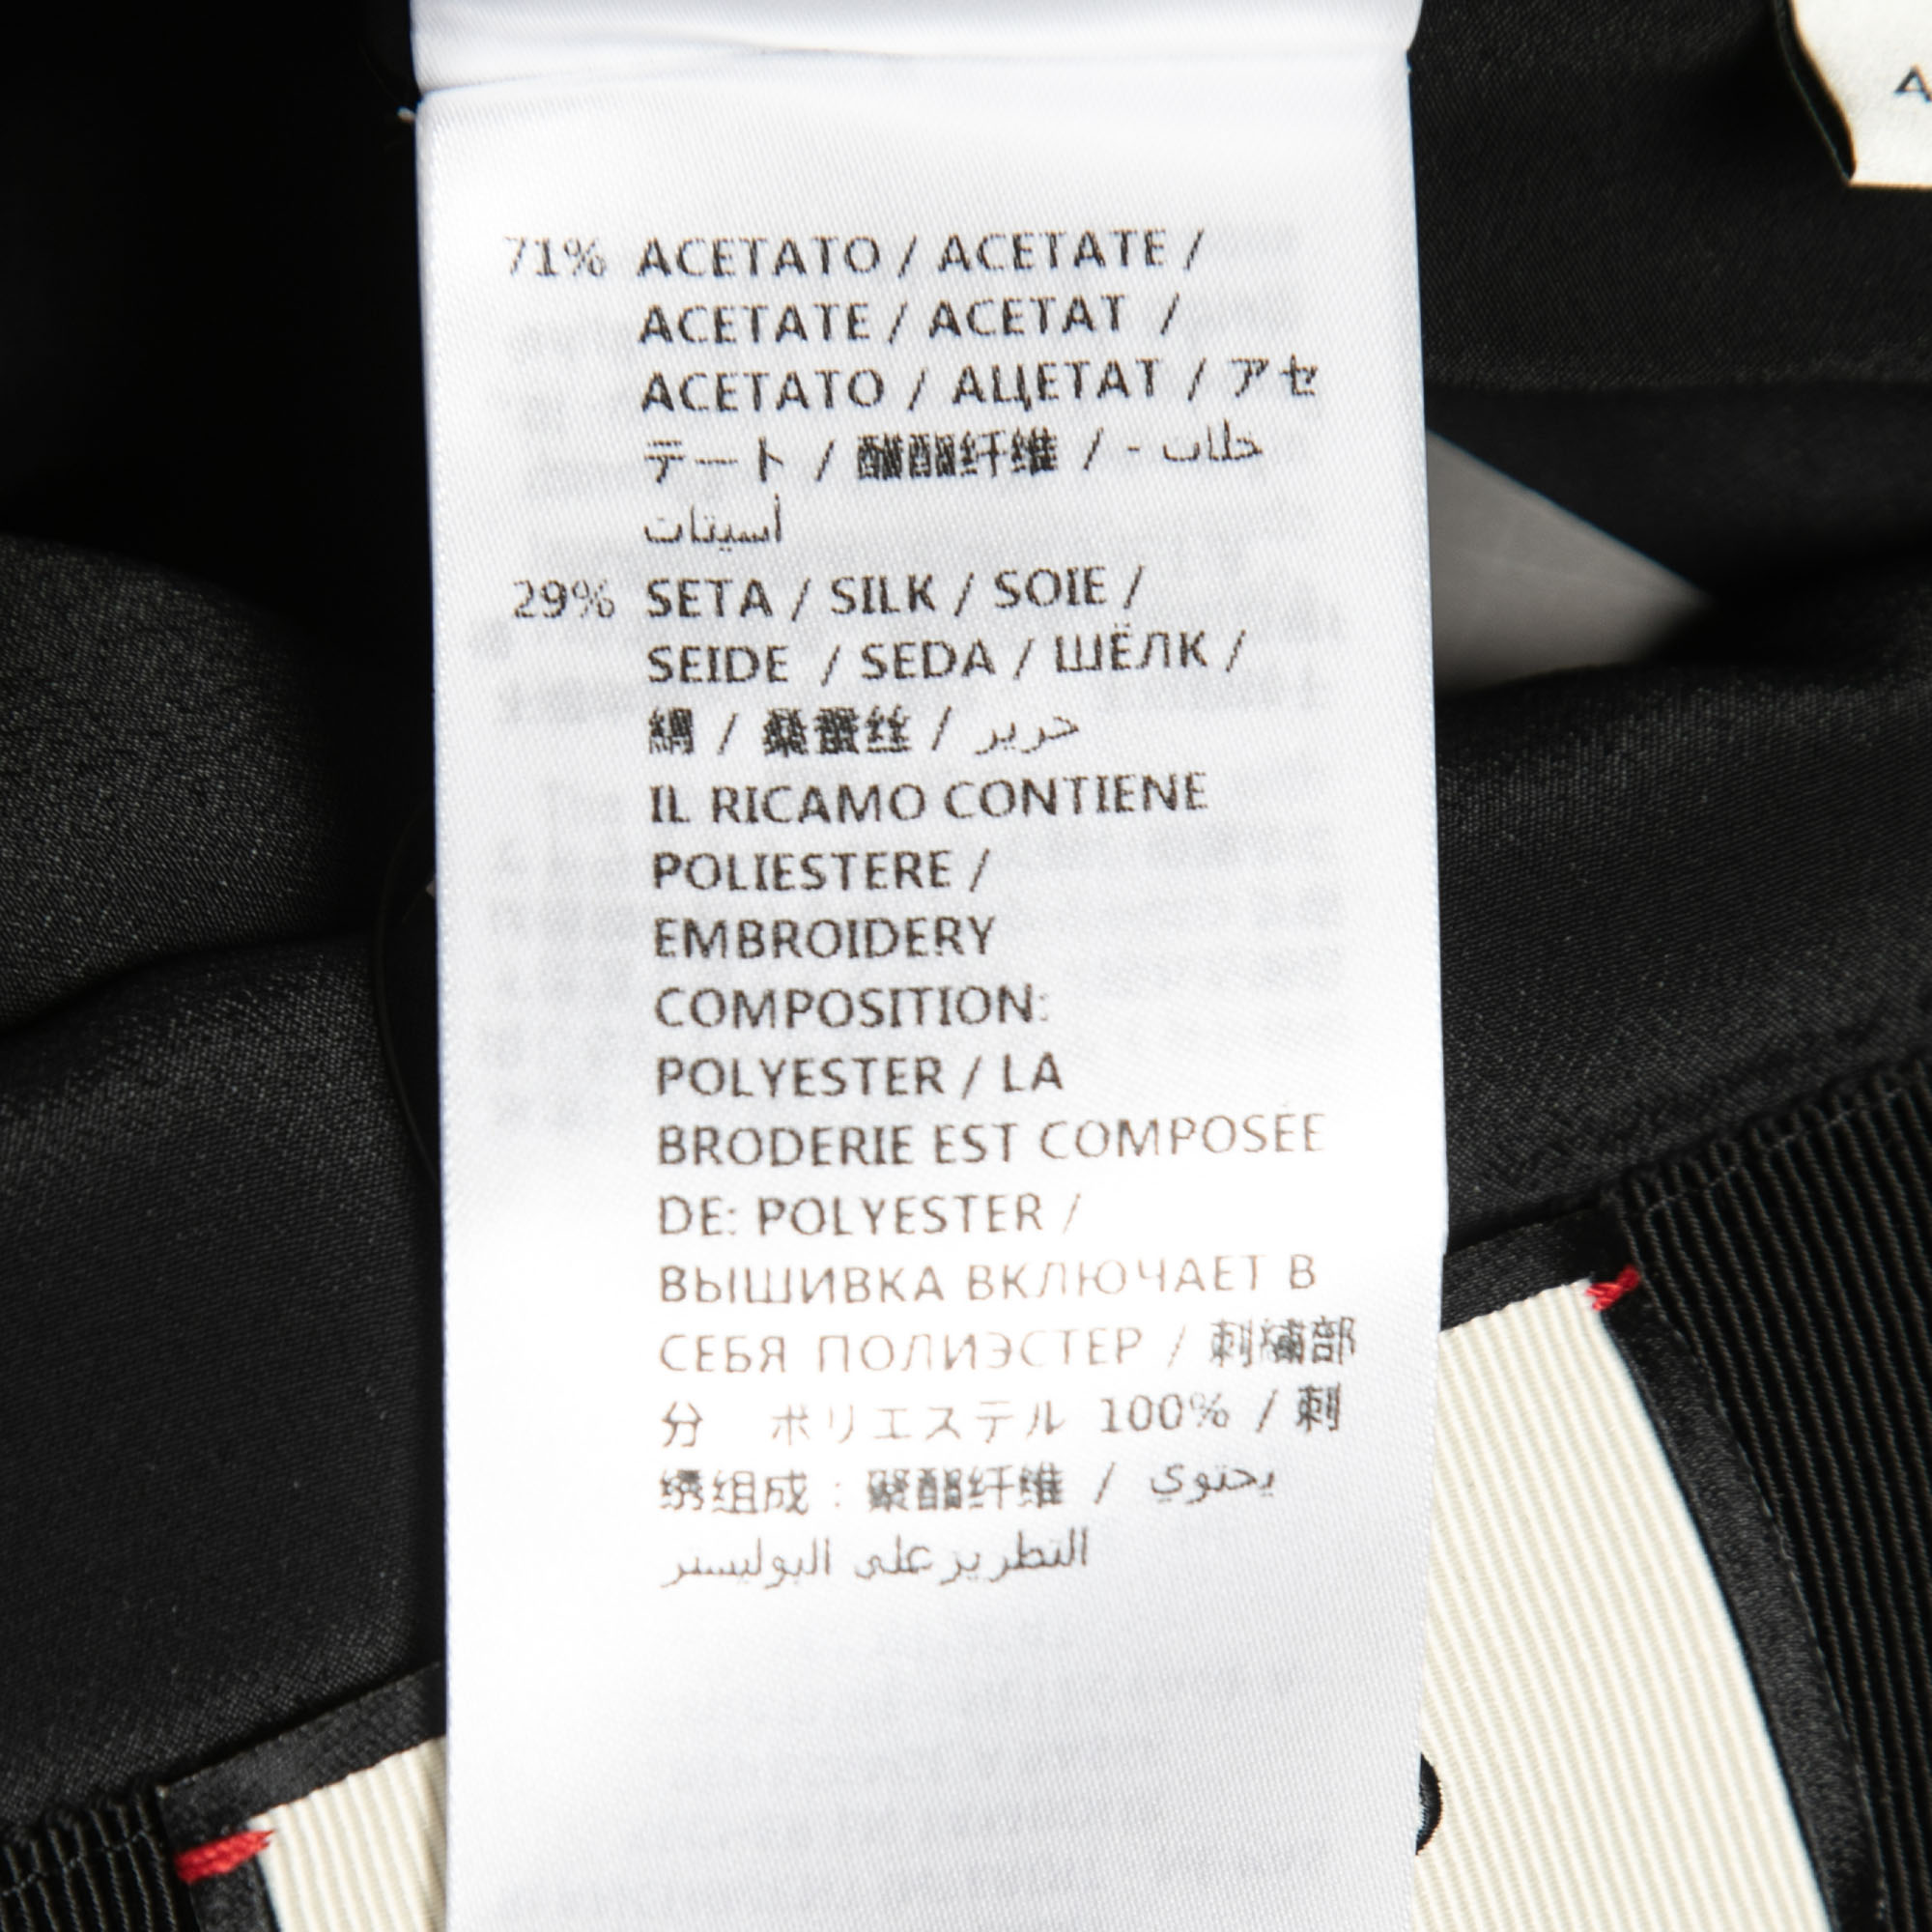 71% ACETATO / ACETATE /
ACETATE / ACETAT /
ACETATO / АЦЕТАТ / アセ
テート / 醋酯纤维 / - خلات
أسيتات
29% SETA / SILK / SOIE /
SEIDE / SEDA / ШЁЛК /
絹 / 桑蚕丝 / حرير
IL RICAMO CONTIENE
POLIESTERE /
EMBROIDERY
COMPOSITION:
POLYESTER / LA
BRODERIE EST COMPOSÉE
DE: POLYESTER /
ВЫШИВКА ВКЛЮЧАЕТ В
СЕБЯ ПОЛИЭСТЕР / 刺繍部
分　ポリエステル 100% / 刺
绣组成：聚酯纤维 / يحتوي
التطريز على البوليستر